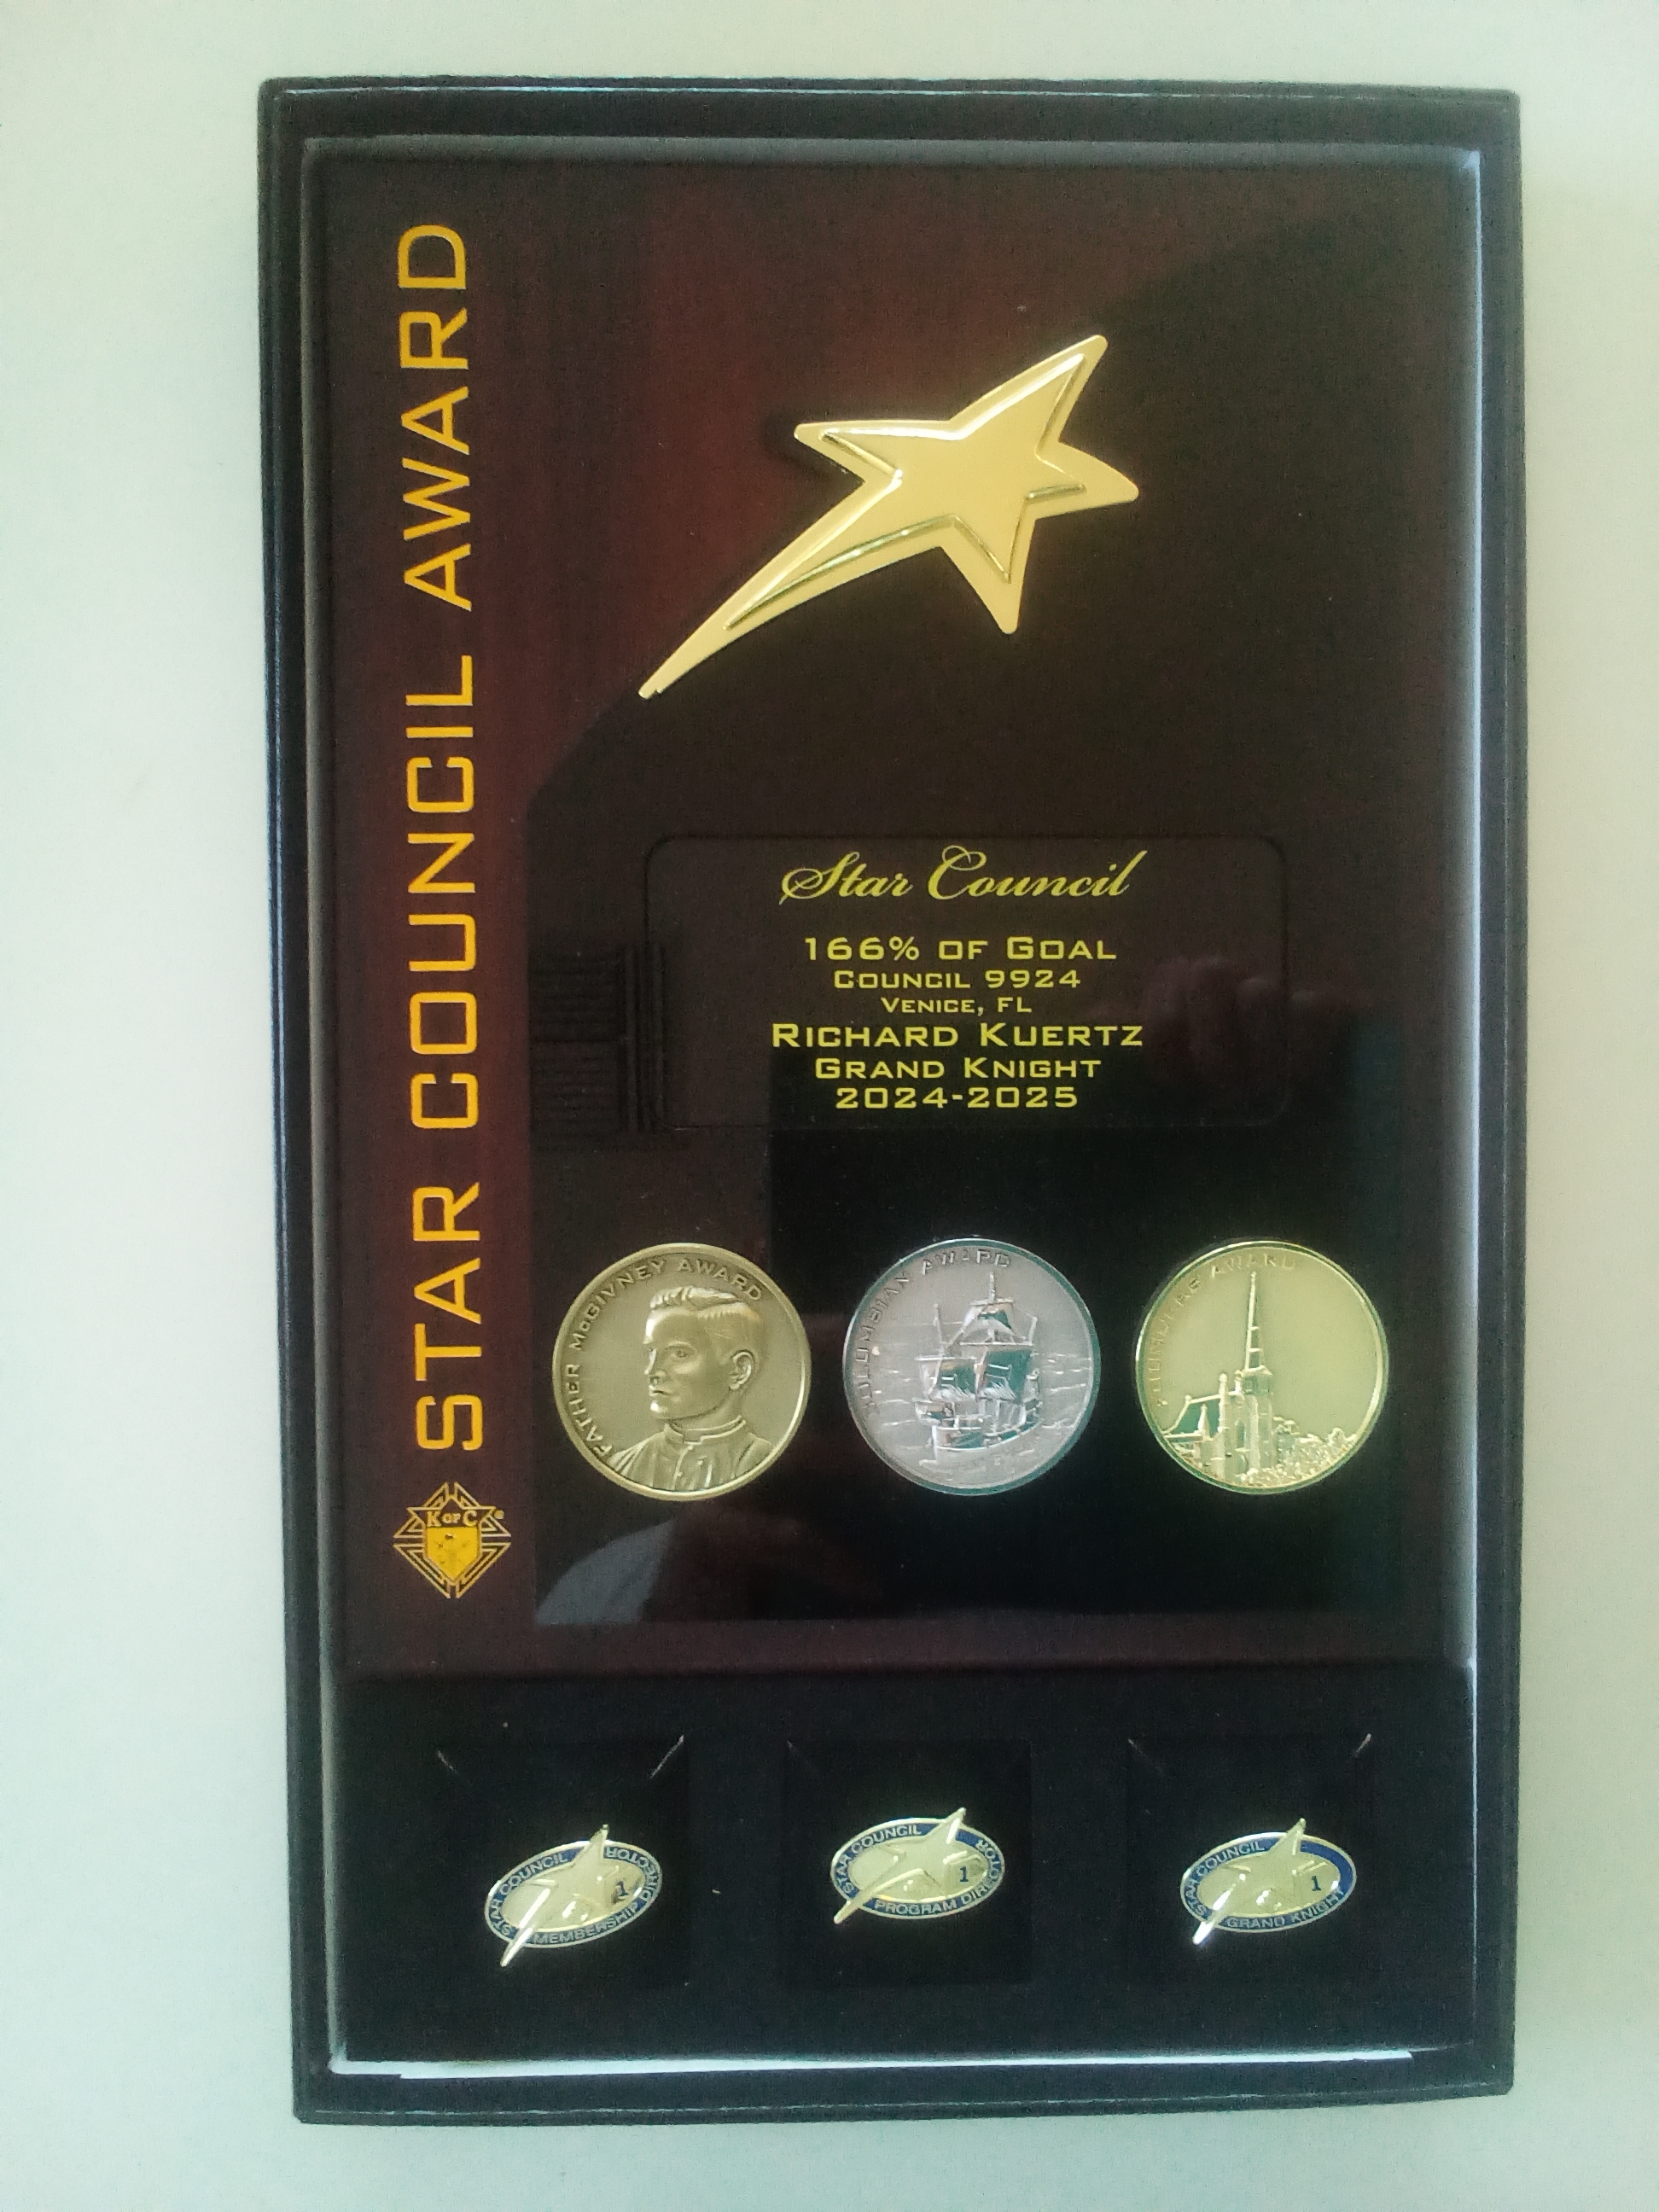 STAR COUNCIL AWARD
K OF C®
Star Council
166% OF GOAL
COUNCIL 9924
VENICE, FL
RICHARD KUERTZ
GRAND KNIGHT
2024-2025
FATHER MCGIVNEY AWARD
COLUMBIAN AWARD
AWARD
STAR COUNCIL
MEMBERSHIP DIRECTOR
1
STAR COUNCIL
PROGRAM DIRECTOR
1
STAR COUNCIL
GRAND KNIGHT
1